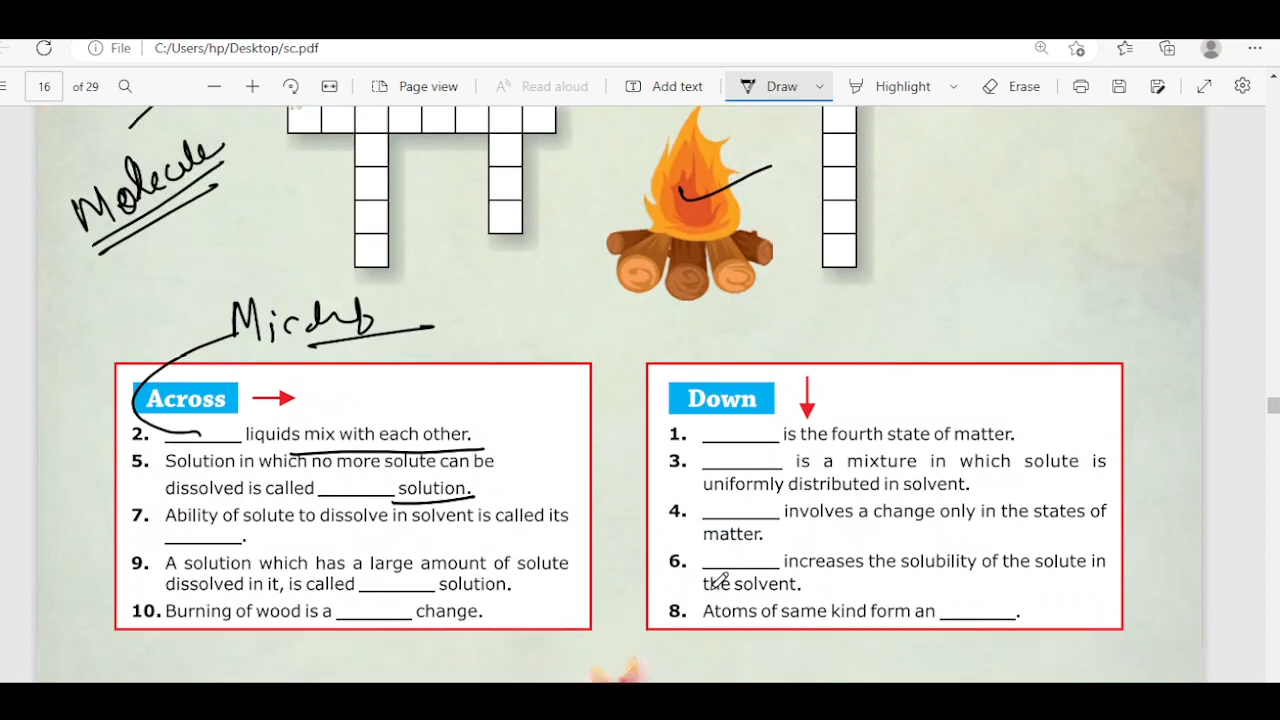 File C:/Users/hp/Desktop/sc.pdf
16 of 29 Page view Read aloud Add text Draw Highlight Erase
Molecule
Across
2. ________ liquids mix with each other.
5. Solution in which no more solute can be
dissolved is called ________ solution.
7. Ability of solute to dissolve in solvent is called its
________.
9. A solution which has a large amount of solute
dissolved in it, is called ________ solution.
10. Burning of wood is a ________ change.
Down
1. ________ is the fourth state of matter.
3. ________ is a mixture in which solute is
uniformly distributed in solvent.
4. ________ involves a change only in the states of
matter.
6. ________ increases the solubility of the solute in
the solvent.
8. Atoms of same kind form an ________.